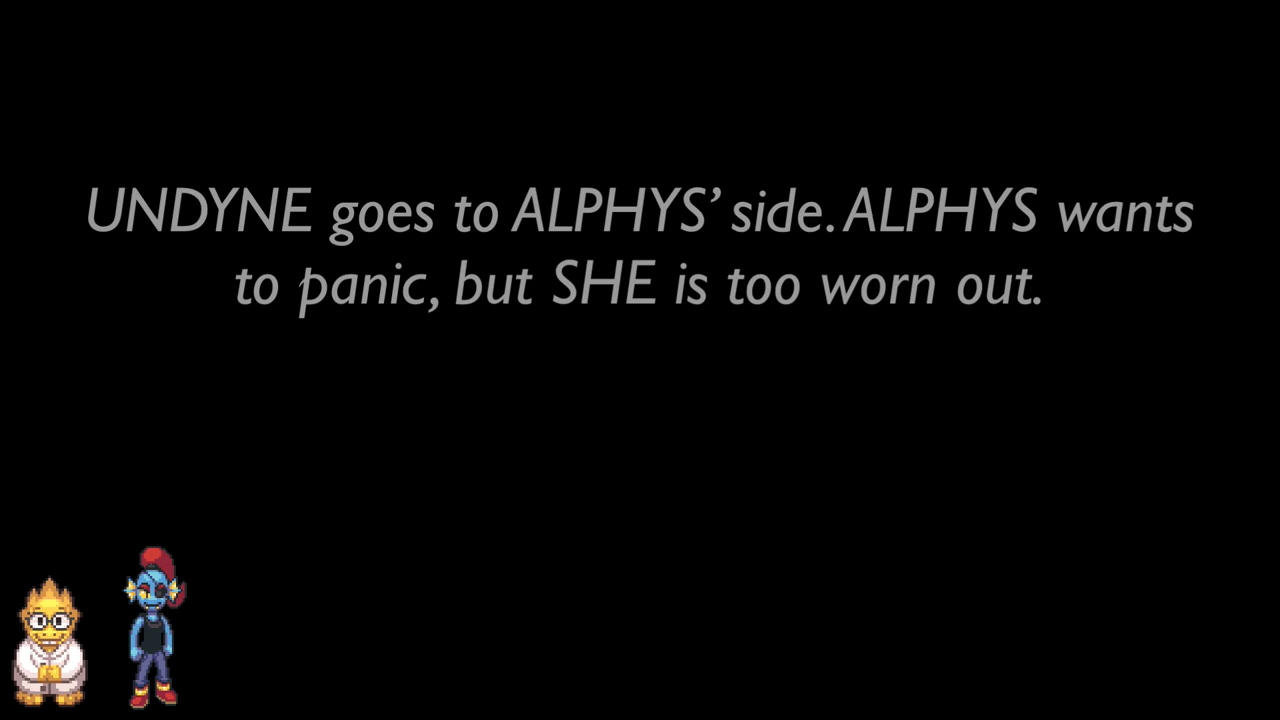 UNDYNE goes to ALPHYS’ side. ALPHYS wants
to panic, but SHE is too worn out.